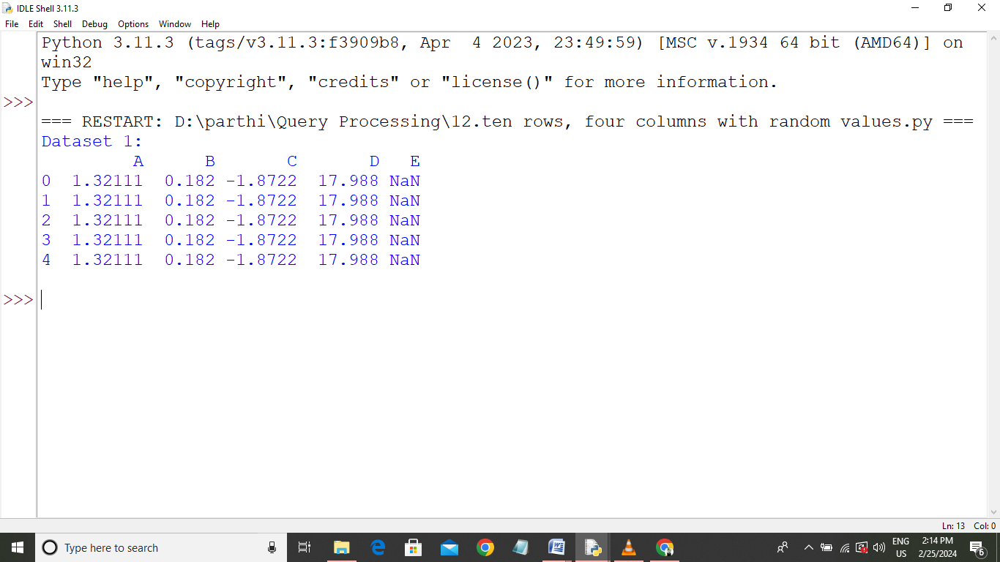 IDLE Shell 3.11.3
File Edit Shell Debug Options Window Help
Python 3.11.3 (tags/v3.11.3:f3909b8, Apr  4 2023, 23:49:59) [MSC v.1934 64 bit (AMD64)] on
win32
Type "help", "copyright", "credits" or "license()" for more information.
>>>
=== RESTART: D:\parthi\Query Processing\12.ten rows, four columns with random values.py ===
Dataset 1:
         A      B       C       D   E
0  1.32111  0.182 -1.8722  17.988 NaN
1  1.32111  0.182 -1.8722  17.988 NaN
2  1.32111  0.182 -1.8722  17.988 NaN
3  1.32111  0.182 -1.8722  17.988 NaN
4  1.32111  0.182 -1.8722  17.988 NaN
>>>
Ln: 13 Col: 0
Type here to search
ENG
US
2:14 PM
2/25/2024
6